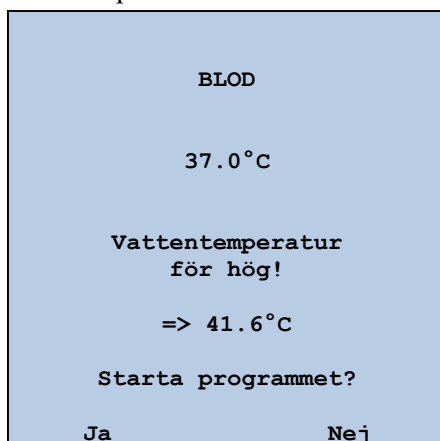 BLOD
37.0°C
Vattentemperatur
för hög!
=> 41.6°C
Starta programmet?
Ja Nej